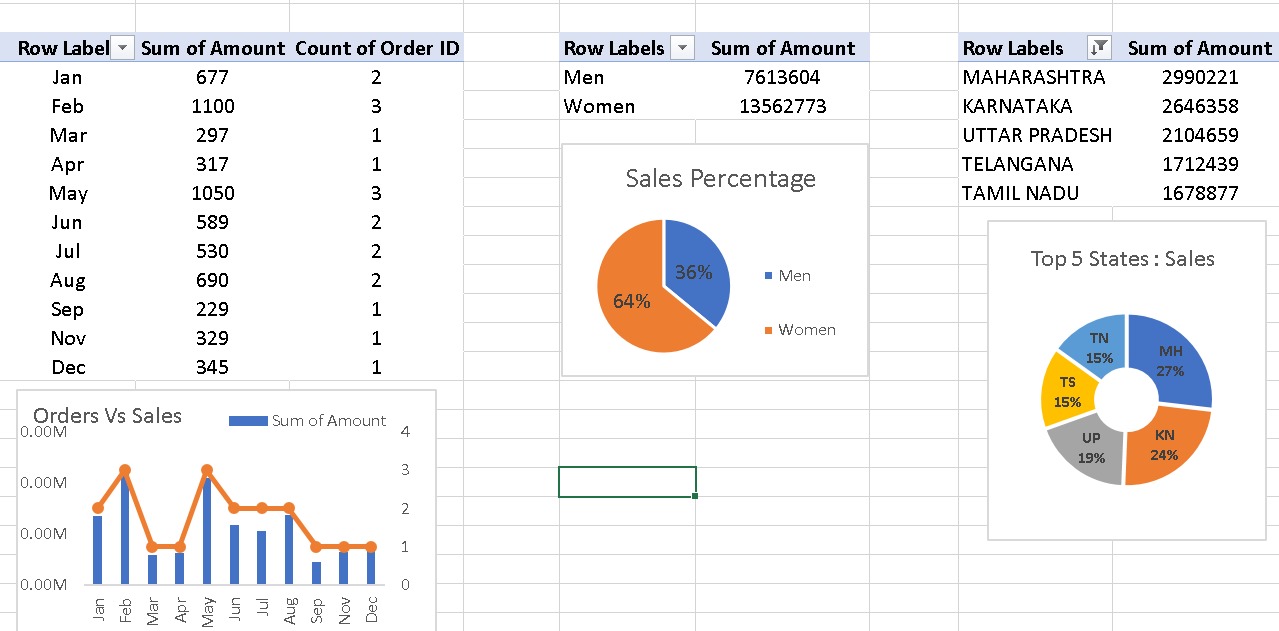 Row Label Sum of Amount Count of Order ID
Jan 677 2
Feb 1100 3
Mar 297 1
Apr 317 1
May 1050 3
Jun 589 2
Jul 530 2
Aug 690 2
Sep 229 1
Nov 329 1
Dec 345 1
Orders Vs Sales
Sum of Amount
0.00M
0.00M
0.00M
0.00M
4
3
2
1
0
Jan Feb Mar Apr May Jun Jul Aug Sep Nov Dec
Row Labels Sum of Amount
Men 7613604
Women 13562773
Sales Percentage
36%
64%
Men
Women
Row Labels Sum of Amount
MAHARASHTRA 2990221
KARNATAKA 2646358
UTTAR PRADESH 2104659
TELANGANA 1712439
TAMIL NADU 1678877
Top 5 States : Sales
TN
15%
MH
27%
TS
15%
UP
19%
KN
24%